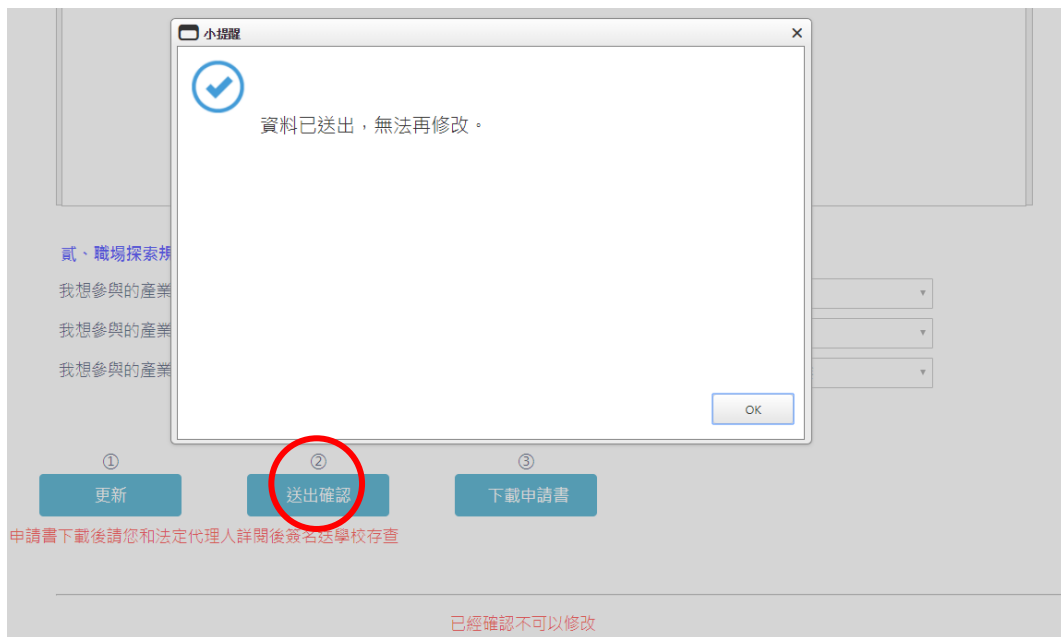 小提醒
資料已送出，無法再修改。
貳、職場探索規
我想參與的產業
我想參與的產業
我想參與的產業
OK
① ② ③
更新 送出確認 下載申請書
申請書下載後請您和法定代理人詳閱後簽名送學校存查
已經確認不可以修改